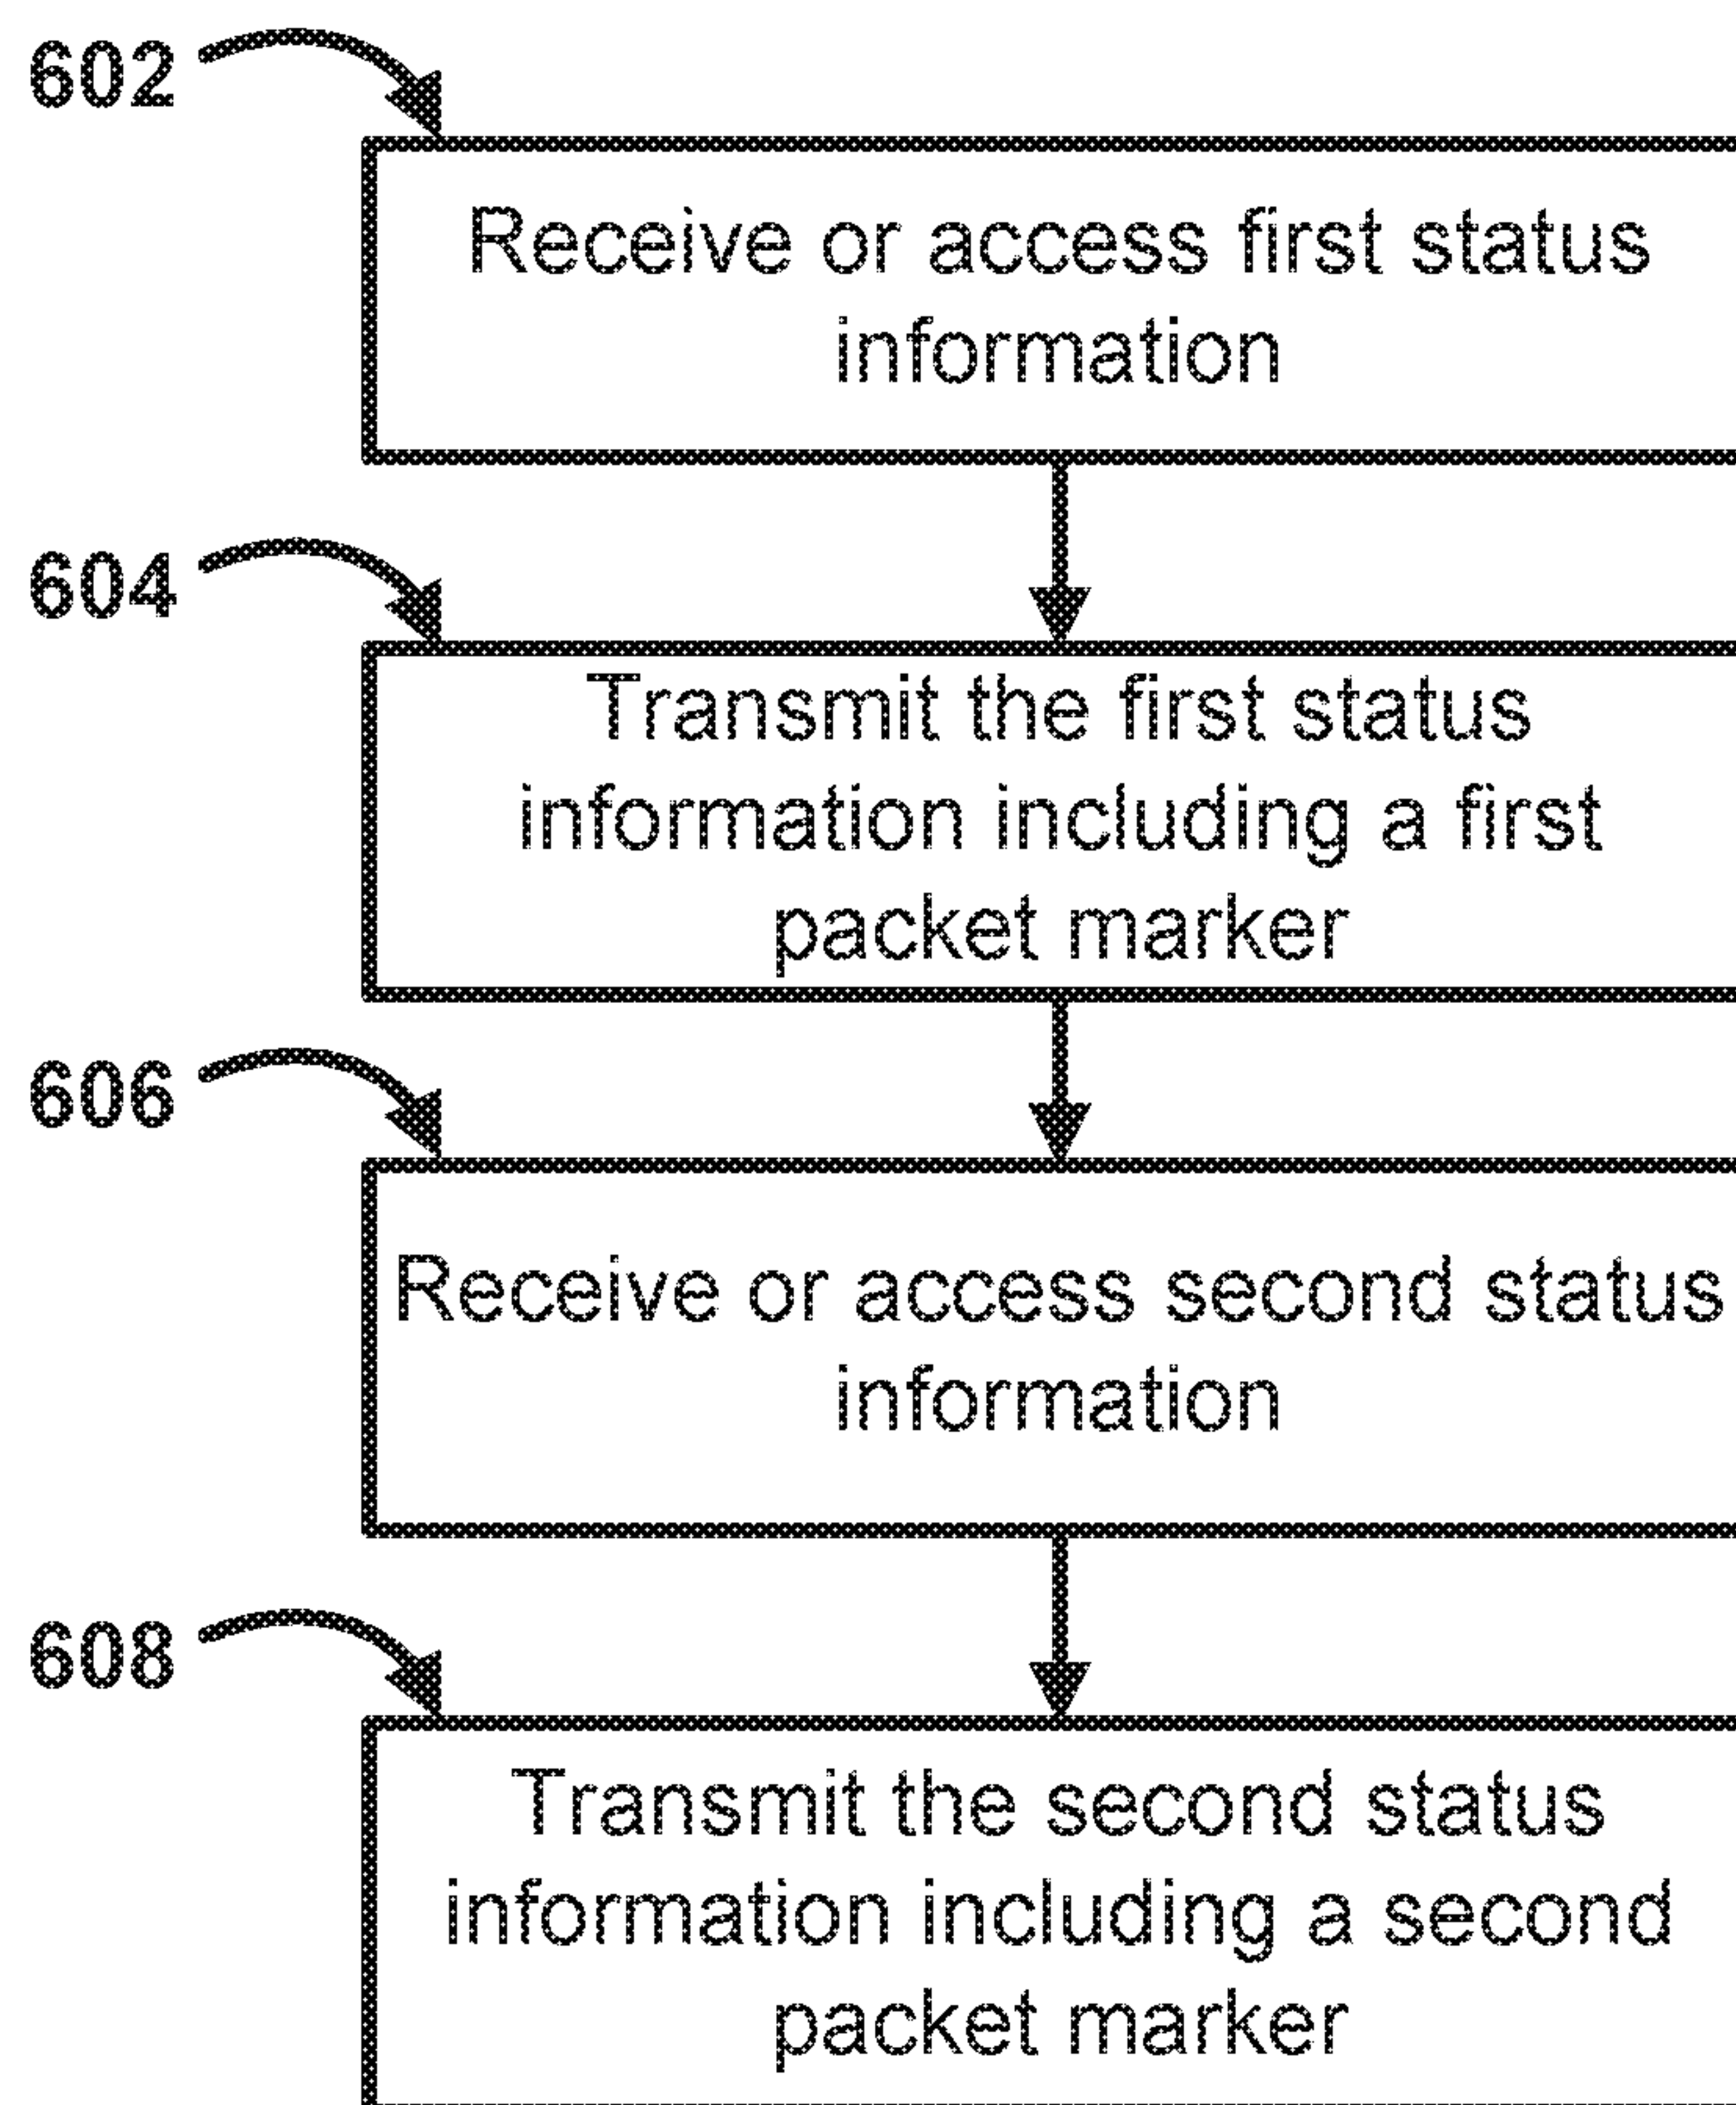 602
Receive or access first status
information
604
Transmit the first status
information including a first
packet marker
606
Receive or access second status
information
608
Transmit the second status
information including a second
packet marker